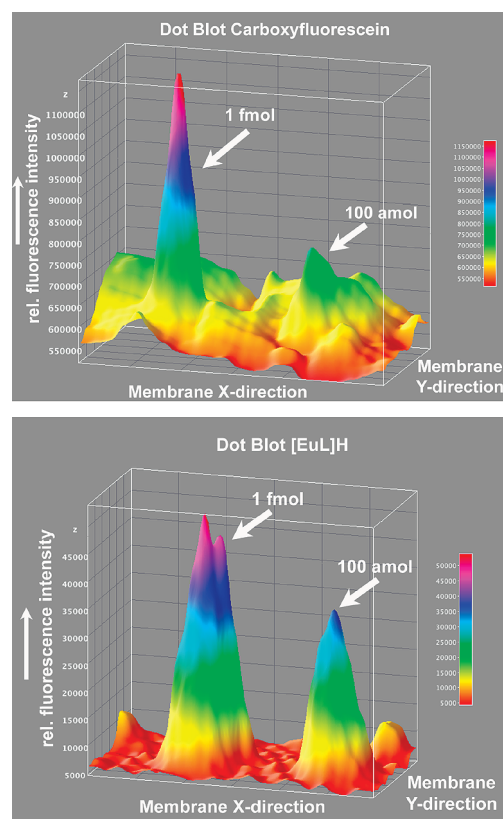 Dot Blot Carboxyfluorescein
z
1 fmol
100 amol
rel. fluorescence intensity
1100000
1050000
1000000
950000
900000
850000
800000
750000
700000
650000
600000
550000
1150000
1100000
1050000
1000000
950000
900000
850000
800000
750000
700000
650000
600000
550000
Membrane X-direction
Membrane
Y-direction
Dot Blot [EuL]H
z
1 fmol
100 amol
rel. fluorescence intensity
45000
40000
35000
30000
25000
20000
15000
10000
5000
50000
45000
40000
35000
30000
25000
20000
15000
10000
5000
Membrane X-direction
Membrane
Y-direction